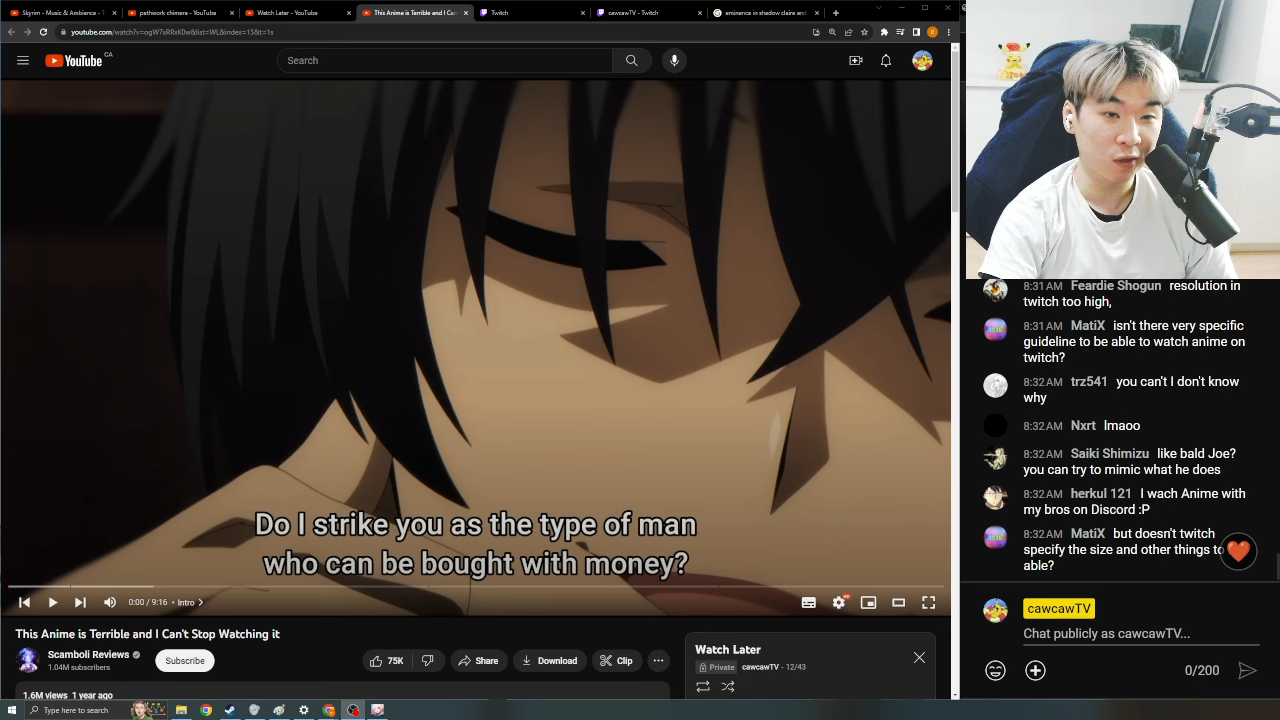 Skyrim - Music & Ambience - 1
pathwork chimera - YouTube
Watch Later - YouTube
This Anime is Terrible and I Can
Twitch
cawcawTV - Twitch
eminence in shadow claire and
youtube.com/watch?v=ogW7xRRxK0w&list=WL&index=13&t=1s
YouTube CA
Search
Do I strike you as the type of man
who can be bought with money?
0:00 / 9:16 • Intro
This Anime is Terrible and I Can't Stop Watching it
Scamboli Reviews
1.04M subscribers
Subscribe
75K
Share
Download
Clip
1.6M views 1 year ago
Watch Later
Private cawcawTV - 12/43
8:31 AM Feardie Shogun resolution in
twitch too high,
8:31 AM MatiX isn't there very specific
guideline to be able to watch anime on
twitch?
8:32 AM trz541 you can't I don't know
why
8:32 AM Nxrt lmaoo
8:32 AM Saiki Shimizu like bald Joe?
you can try to mimic what he does
8:32 AM herkul 121 I wach Anime with
my bros on Discord :P
8:32 AM MatiX but doesn't twitch
specify the size and other things to
able?
cawcawTV
Chat publicly as cawcawTV...
0/200
Type here to search